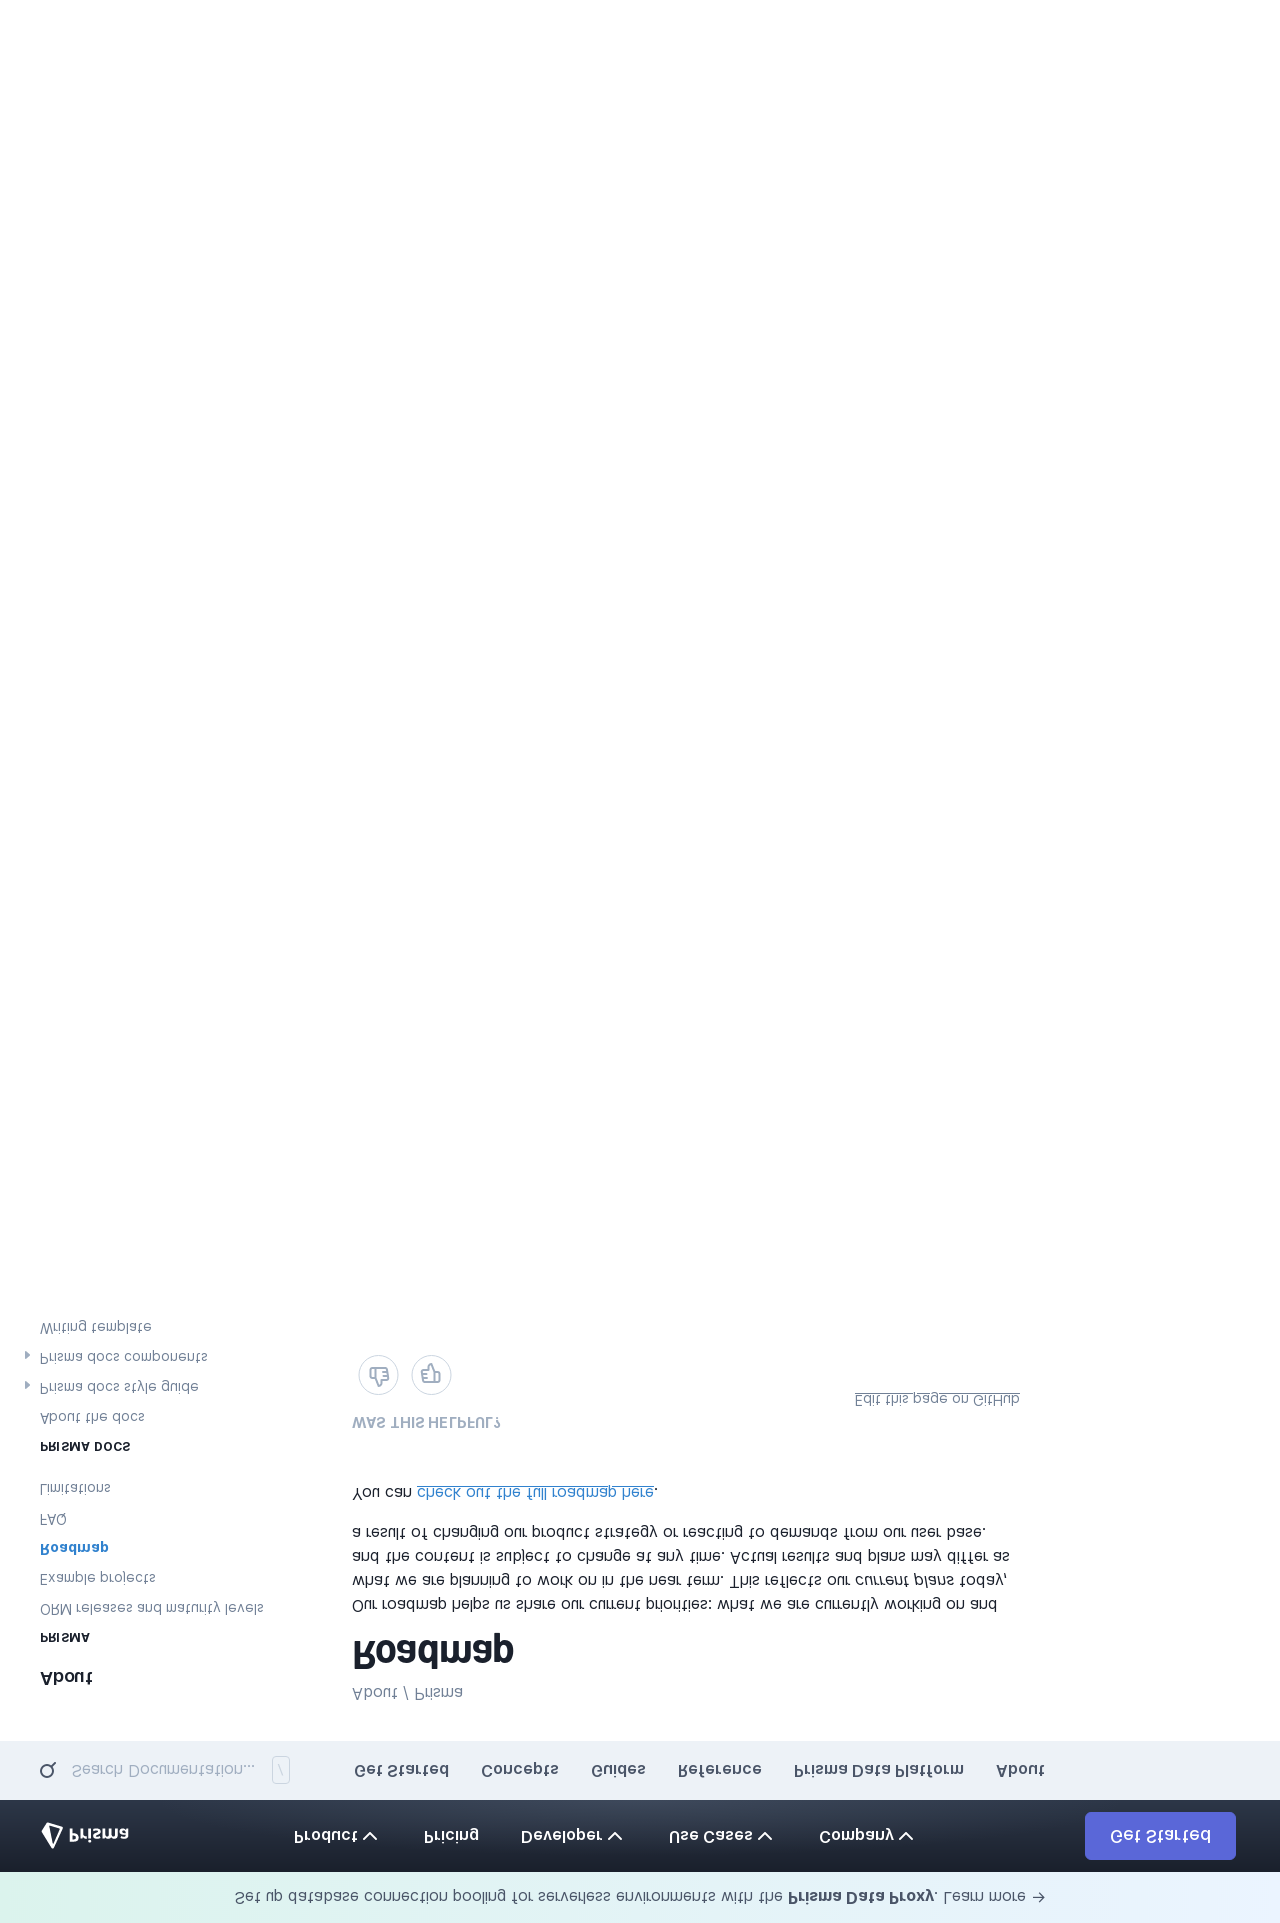 Set up database connection pooling for serverless environments with the Prisma Data Proxy. Learn more →
Prisma
Product
Pricing
Developer
Use Cases
Company
Get Started
Search Documentation...
/
Get Started
Concepts
Guides
Reference
Prisma Data Platform
About
About
PRISMA
ORM releases and maturity levels
Example projects
Roadmap
FAQ
Limitations
PRISMA DOCS
About the docs
Prisma docs style guide
Prisma docs components
Writing template
About / Prisma
Roadmap
Our roadmap helps us share our current priorities: what we are currently working on and
what we are planning to work on in the near term. This reflects our current plans today,
and the content is subject to change at any time. Actual results and plans may differ as
a result of changing our product strategy or reacting to demands from our user base.
You can check out the full roadmap here.
WAS THIS HELPFUL?
Edit this page on GitHub